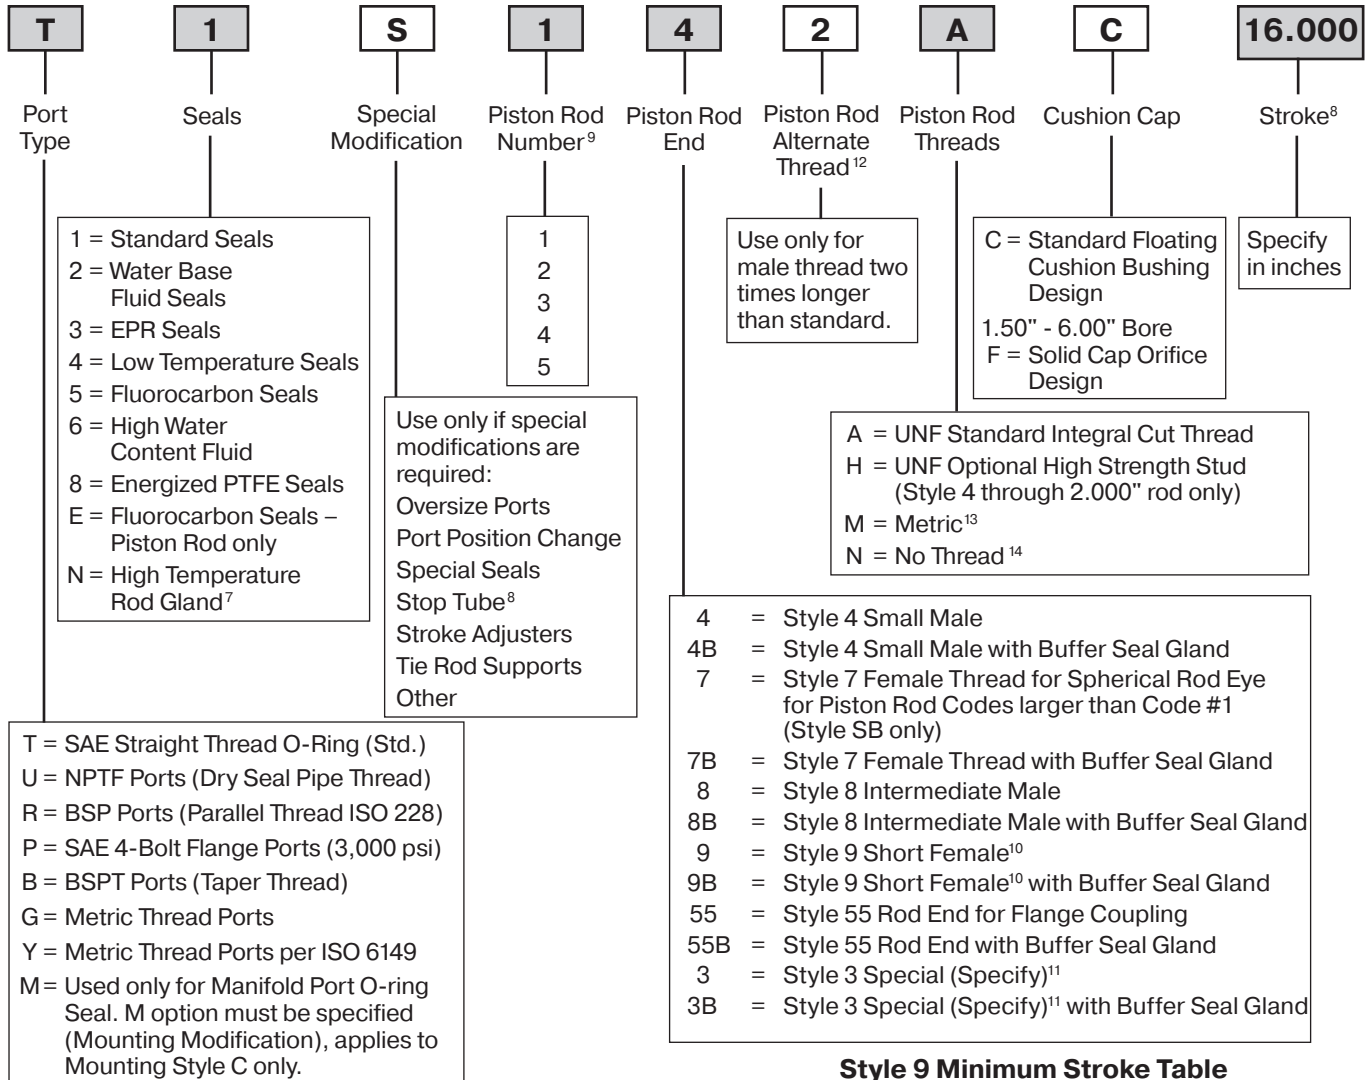 T 1 S 1 4 2 A C 16.000
Port
Type
Seals
Special
Modification
Piston Rod
Number⁹
Piston Rod
End
Piston Rod
Alternate
Thread¹²
Piston Rod
Threads
Cushion Cap
Stroke⁸
1 = Standard Seals
2 = Water Base
Fluid Seals
3 = EPR Seals
4 = Low Temperature Seals
5 = Fluorocarbon Seals
6 = High Water
Content Fluid
8 = Energized PTFE Seals
E = Fluorocarbon Seals –
Piston Rod only
N = High Temperature
Rod Gland⁷
1
2
3
4
5
Use only for
male thread two
times longer
than standard.
C = Standard Floating
Cushion Bushing
Design
1.50" - 6.00" Bore
F = Solid Cap Orifice
Design
Specify
in inches
Use only if special
modifications are
required:
Oversize Ports
Port Position Change
Special Seals
Stop Tube⁸
Stroke Adjusters
Tie Rod Supports
Other
A = UNF Standard Integral Cut Thread
H = UNF Optional High Strength Stud
(Style 4 through 2.000" rod only)
M = Metric¹³
N = No Thread ¹⁴
T = SAE Straight Thread O-Ring (Std.)
U = NPTF Ports (Dry Seal Pipe Thread)
R = BSP Ports (Parallel Thread ISO 228)
P = SAE 4-Bolt Flange Ports (3,000 psi)
B = BSPT Ports (Taper Thread)
G = Metric Thread Ports
Y = Metric Thread Ports per ISO 6149
M = Used only for Manifold Port O-ring
Seal. M option must be specified
(Mounting Modification), applies to
Mounting Style C only.
4 = Style 4 Small Male
4B = Style 4 Small Male with Buffer Seal Gland
7 = Style 7 Female Thread for Spherical Rod Eye
for Piston Rod Codes larger than Code #1
(Style SB only)
7B = Style 7 Female Thread with Buffer Seal Gland
8 = Style 8 Intermediate Male
8B = Style 8 Intermediate Male with Buffer Seal Gland
9 = Style 9 Short Female¹⁰
9B = Style 9 Short Female¹⁰ with Buffer Seal Gland
55 = Style 55 Rod End for Flange Coupling
55B = Style 55 Rod End with Buffer Seal Gland
3 = Style 3 Special (Specify)¹¹
3B = Style 3 Special (Specify)¹¹ with Buffer Seal Gland
Style 9 Minimum Stroke Table